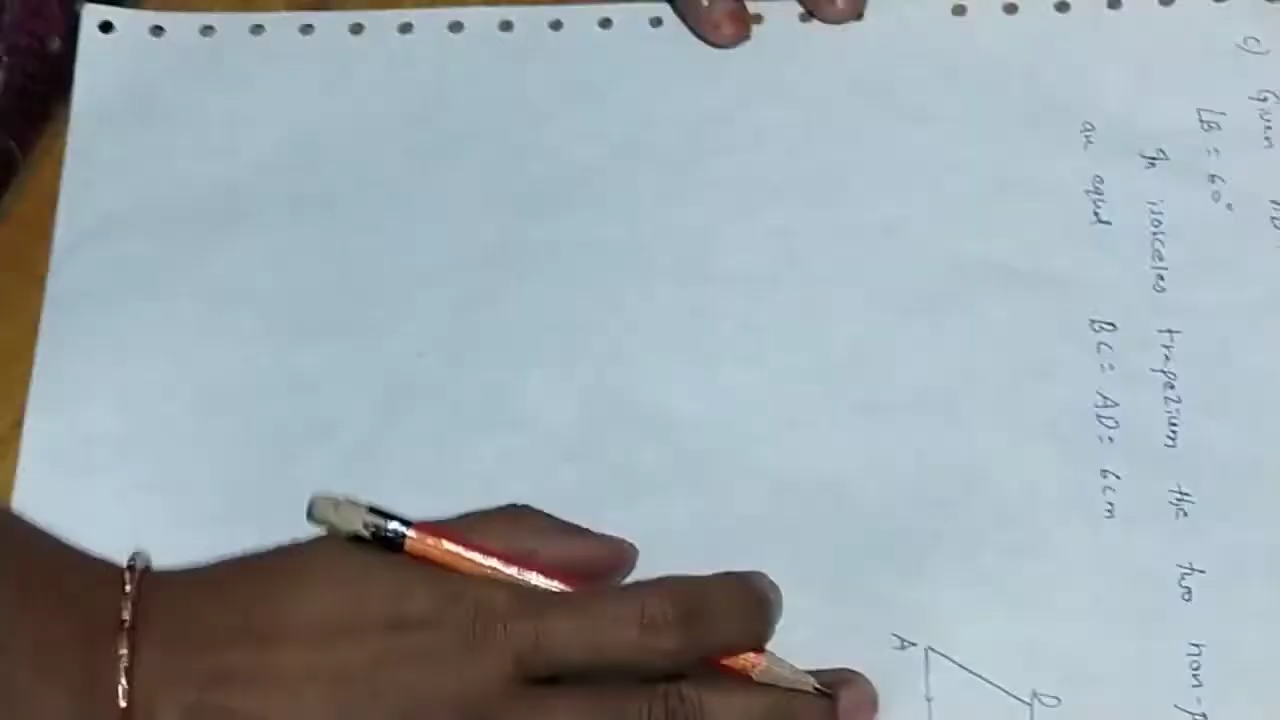 c) Given
∠B = 60°
In isosceles trapezium the two non-
are equal BC = AD = 6cm
A D